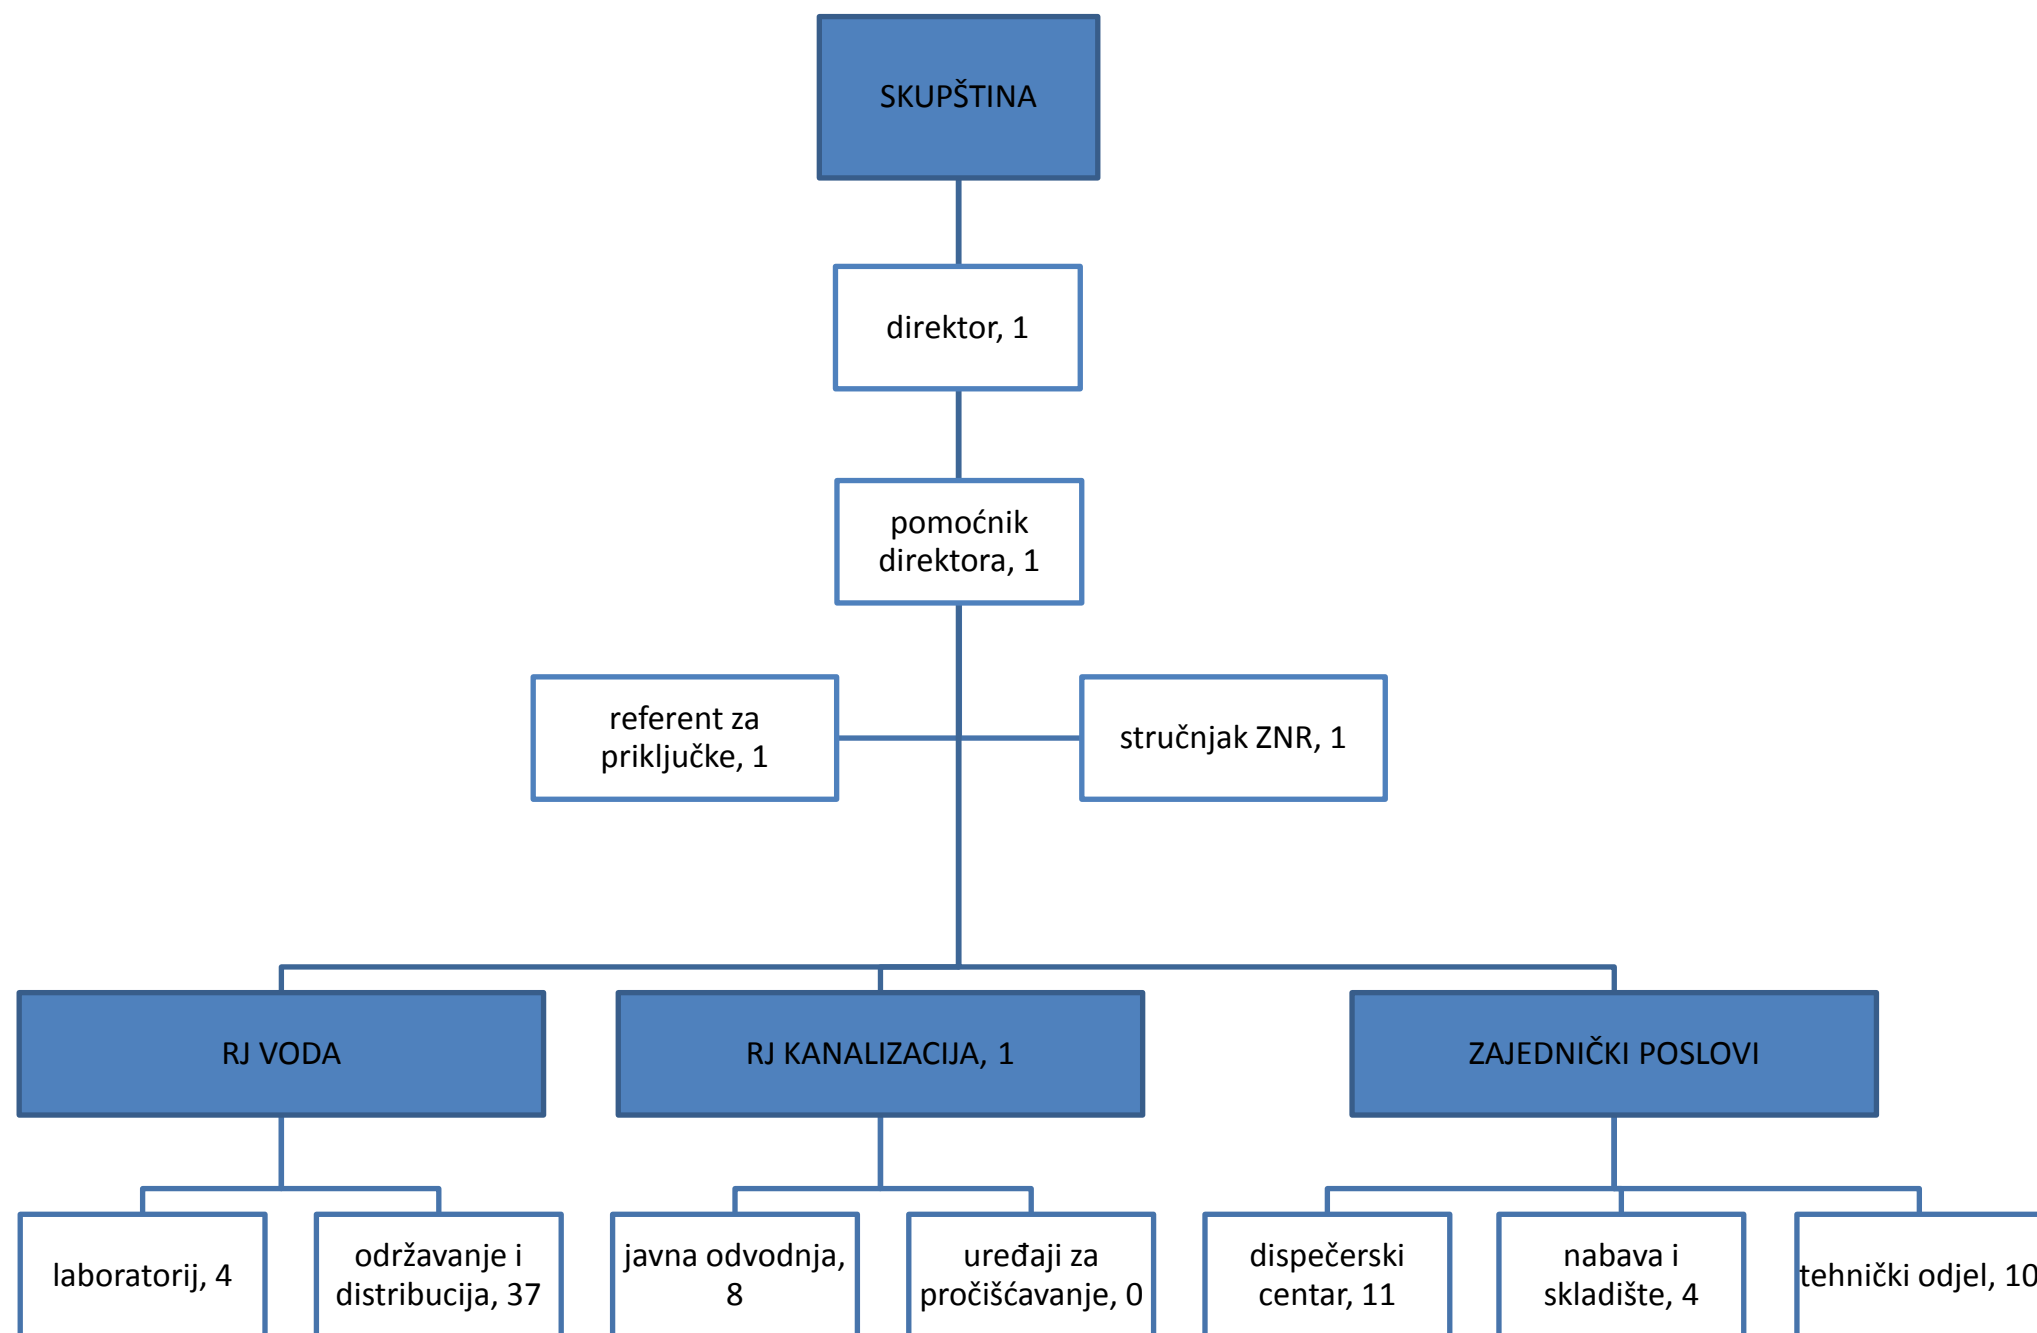 SKUPŠTINA
direktor, 1
pomoćnik
direktora, 1
referent za
priključke, 1
stručnjak ZNR, 1
RJ VODA
RJ KANALIZACIJA, 1
ZAJEDNIČKI POSLOVI
laboratorij, 4
održavanje i
distribucija, 37
javna odvodnja,
8
uređaji za
pročišćavanje, 0
dispečerski
centar, 11
nabava i
skladište, 4
tehnički odjel, 10